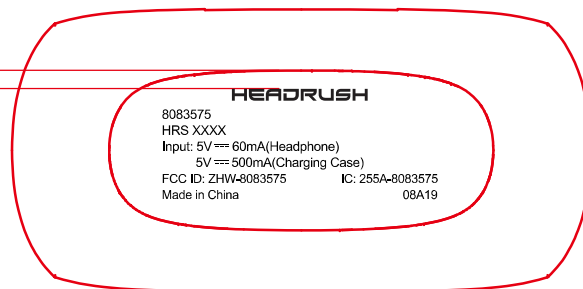 HEADRUSH
8083575
HRS XXXX
Input: 5V ⎓ 60mA(Headphone)
5V ⎓ 500mA(Charging Case)
FCC ID: ZHW-8083575 IC: 255A-8083575
Made in China 08A19